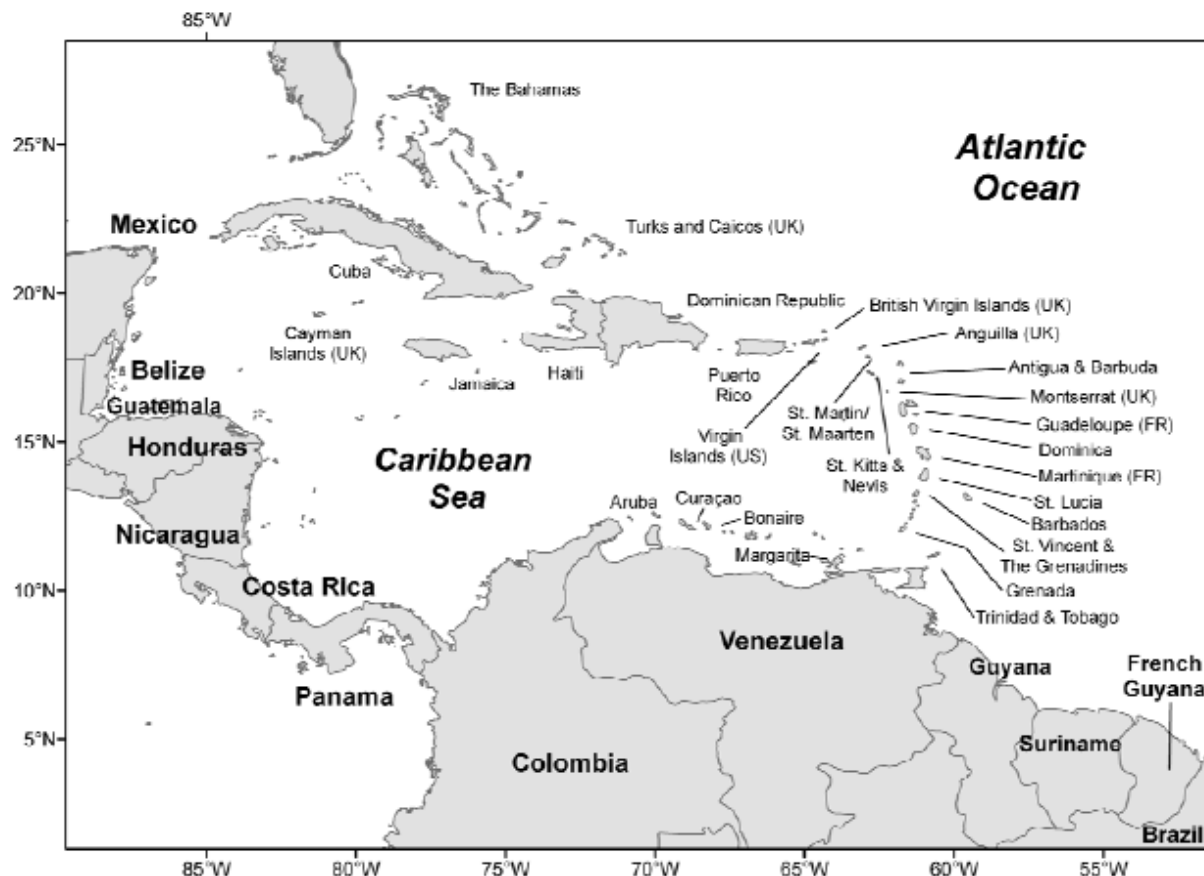 85°W
The Bahamas
25°N
Atlantic
Ocean
Mexico
Turks and Caicos (UK)
Cuba
20°N
Dominican Republic
British Virgin Islands (UK)
Cayman
Islands (UK)
Anguilla (UK)
Jamaica
Haiti
Puerto
Rico
Belize
Antigua & Barbuda
Guatemala
Montserrat (UK)
St. Martin/
St. Maarten
Guadeloupe (FR)
15°N
Honduras
Virgin
Islands (US)
Dominica
Caribbean
Sea
St. Kitts &
Nevis
Martinique (FR)
St. Lucia
Aruba
Curaçao
Bonaire
Barbados
Nicaragua
Margarita
St. Vincent &
The Grenadines
10°N
Costa Rica
Grenada
Trinidad & Tobago
Venezuela
Guyana
French
Guyana
Panama
5°N
Colombia
Suriname
Brazil
85°W
80°W
75°W
70°W
65°W
60°W
55°W